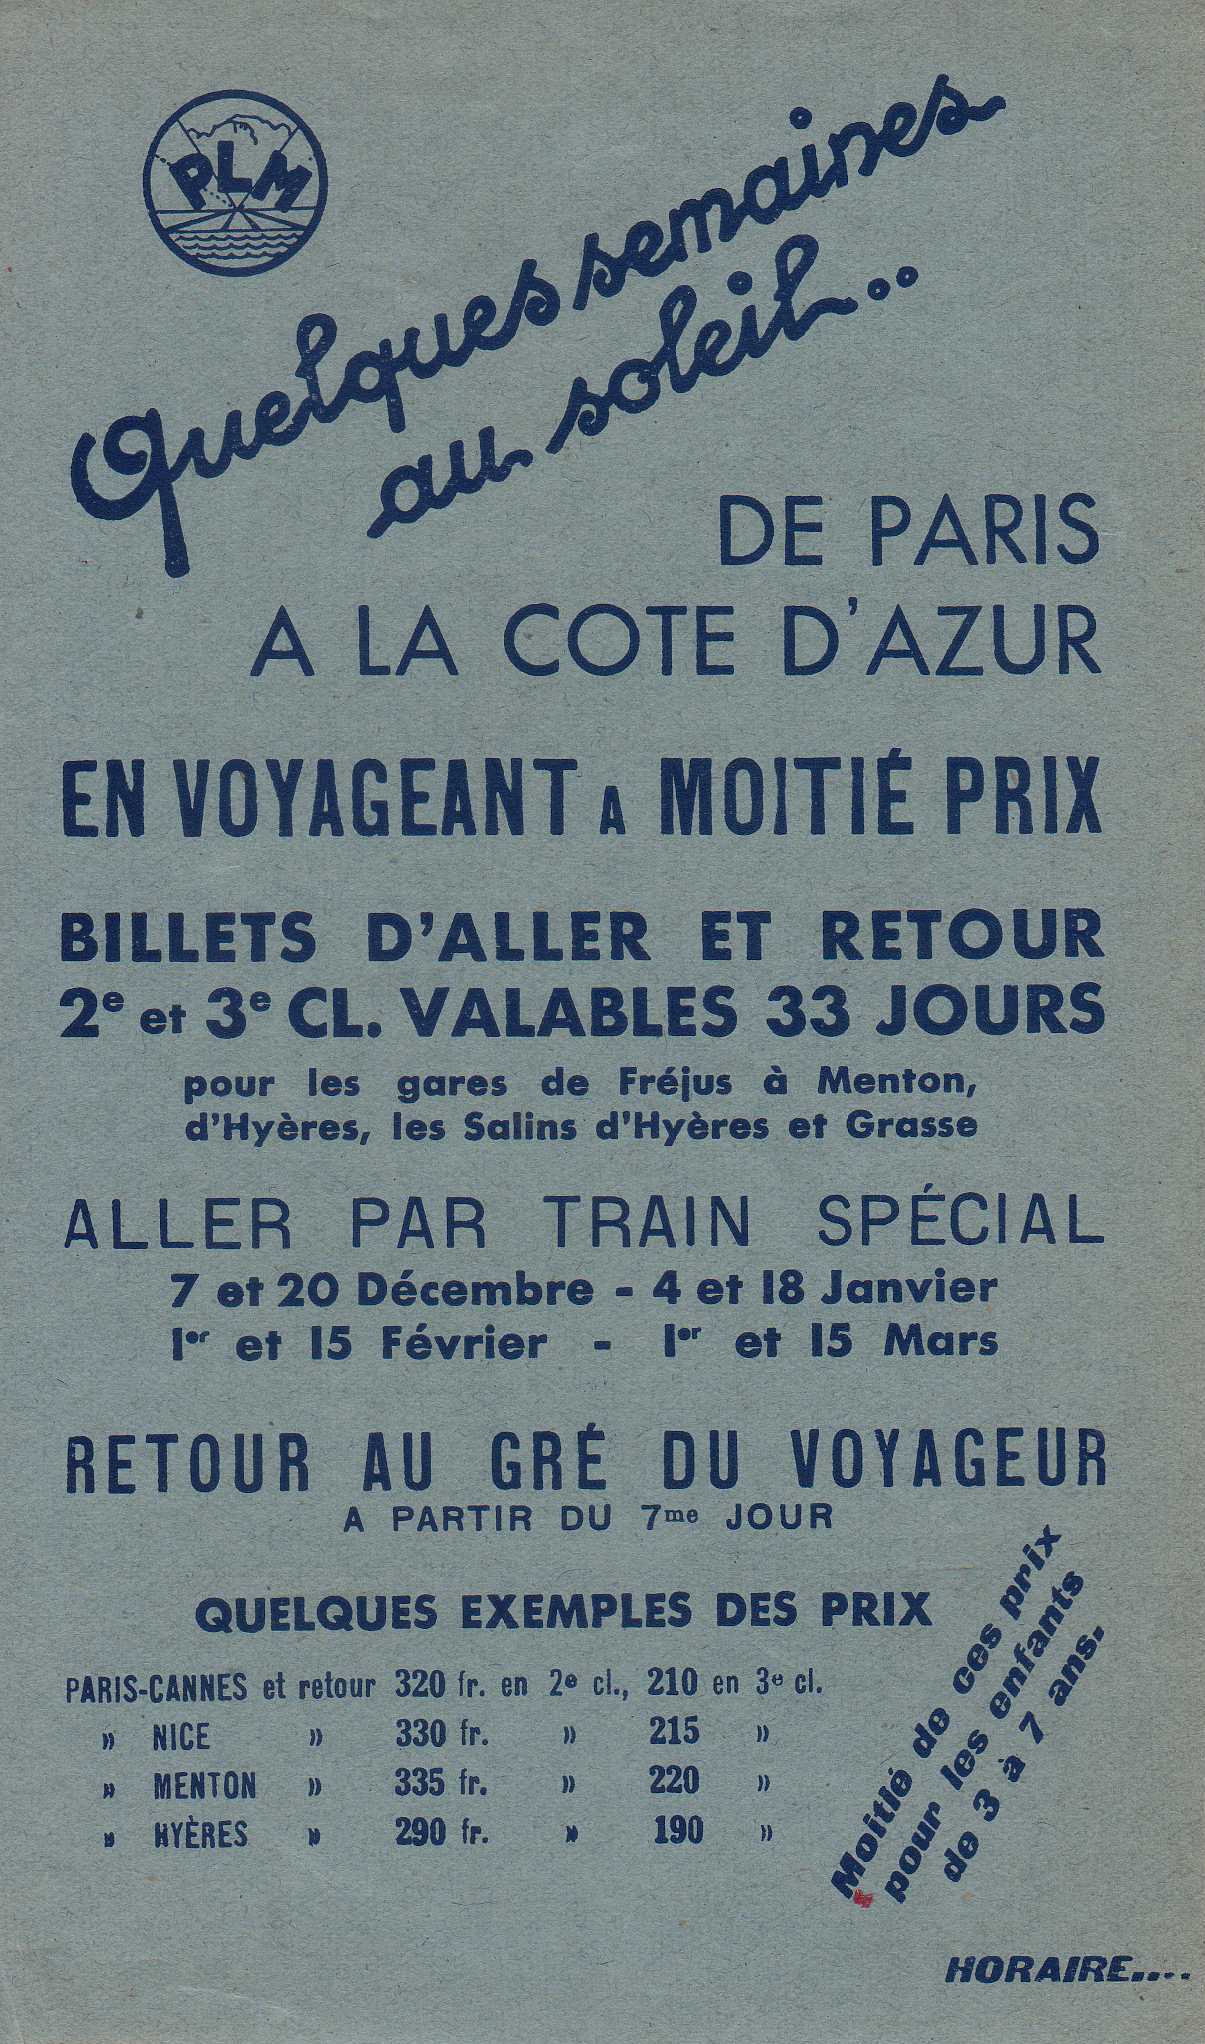 PLM
Quelques semaines
au soleil..
DE PARIS
A LA COTE D'AZUR
EN VOYAGEANT A MOITIÉ PRIX
BILLETS D'ALLER ET RETOUR
2e et 3e CL. VALABLES 33 JOURS
pour les gares de Fréjus à Menton,
d'Hyères, les Salins d'Hyères et Grasse
ALLER PAR TRAIN SPÉCIAL
7 et 20 Décembre - 4 et 18 Janvier
1er et 15 Février - 1er et 15 Mars
RETOUR AU GRÉ DU VOYAGEUR
A PARTIR DU 7me JOUR
QUELQUES EXEMPLES DES PRIX
PARIS-CANNES et retour 320 fr. en 2e cl., 210 en 3e cl.
» NICE » 330 fr. » 215 »
» MENTON » 335 fr. » 220 »
» HYÈRES » 290 fr. » 190 »
Moitié de ces prix
pour les enfants
de 3 à 7 ans.
HORAIRE....